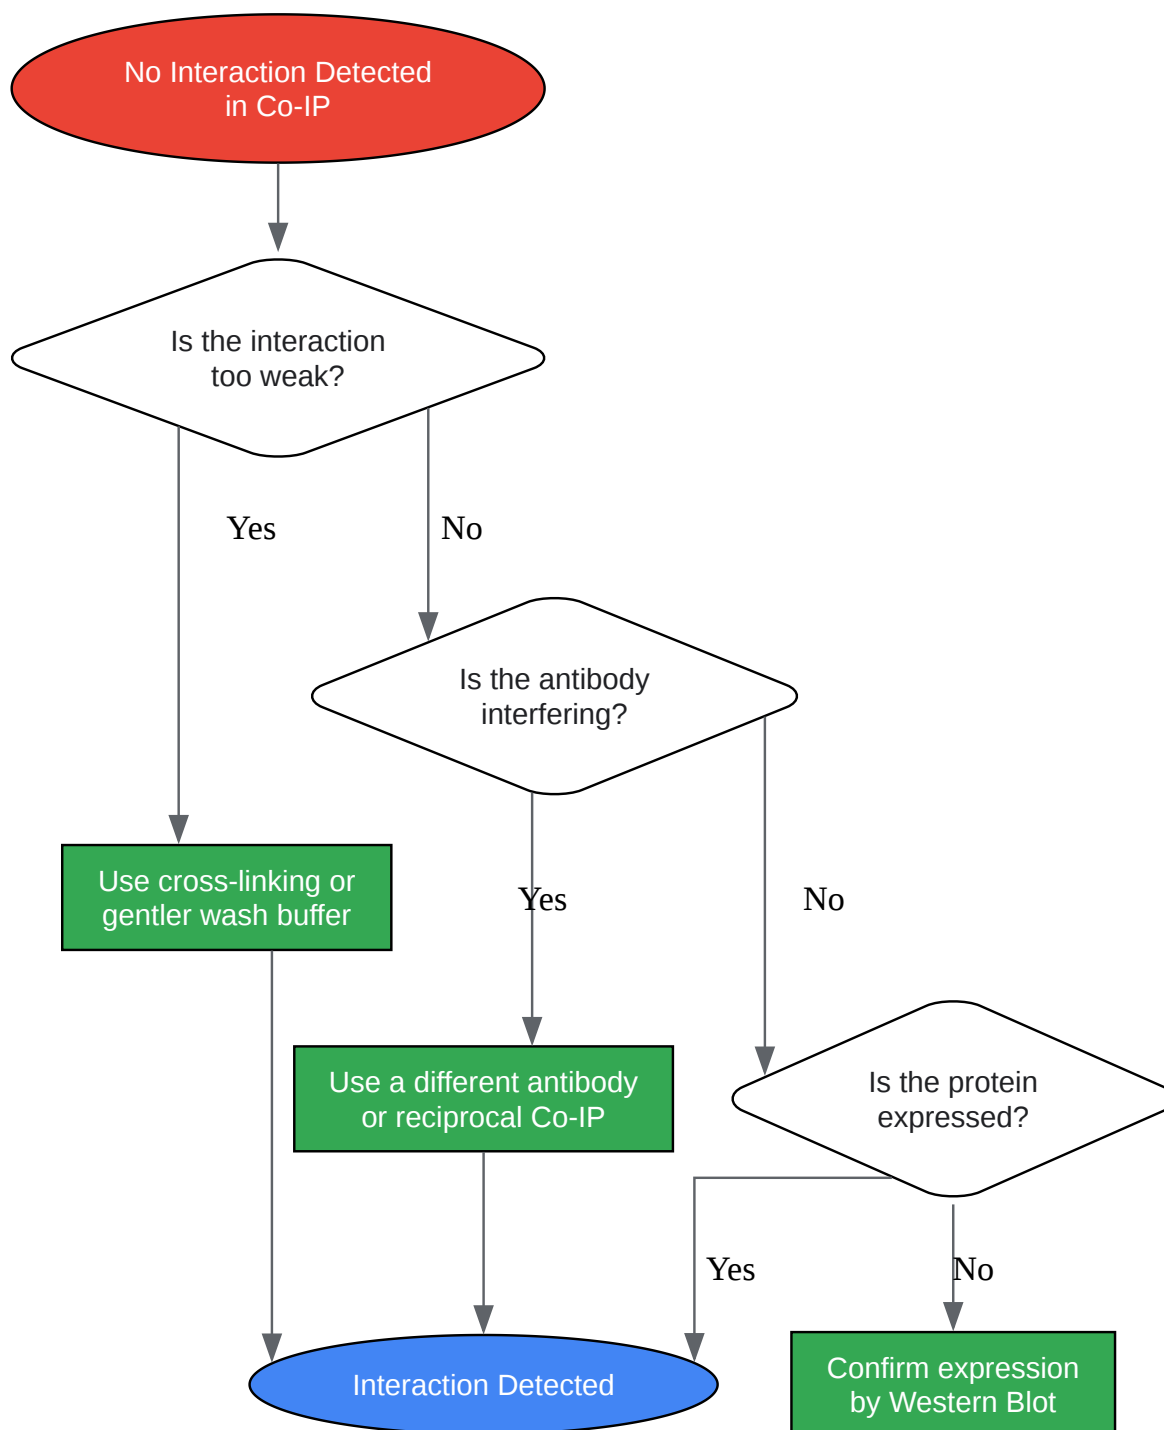 No Interaction Detected
in Co-IP
Is the interaction
too weak?
Yes
No
Is the antibody
interfering?
Use cross-linking or
gentler wash buffer
Yes
No
Use a different antibody
or reciprocal Co-IP
Is the protein
expressed?
Yes
No
Interaction Detected
Confirm expression
by Western Blot